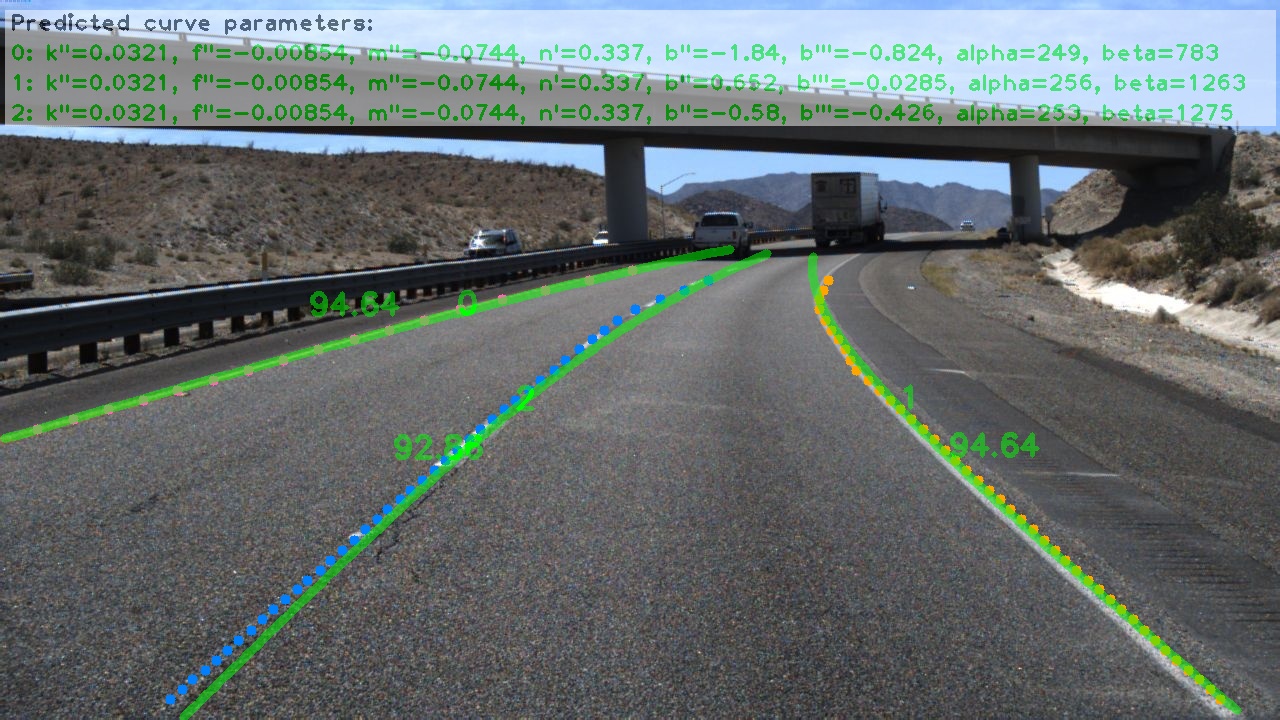 Predicted curve parameters:
0: k''=0.0321, f''=-0.00854, m''=-0.0744, n'=0.337, b''=-1.84, b'''=-0.824, alpha=249, beta=783
1: k''=0.0321, f''=-0.00854, m''=-0.0744, n'=0.337, b''=0.652, b'''=-0.0285, alpha=256, beta=1263
2: k''=0.0321, f''=-0.00854, m''=-0.0744, n'=0.337, b''=-0.58, b'''=-0.426, alpha=253, beta=1275
94.64 0
2 1
94.64